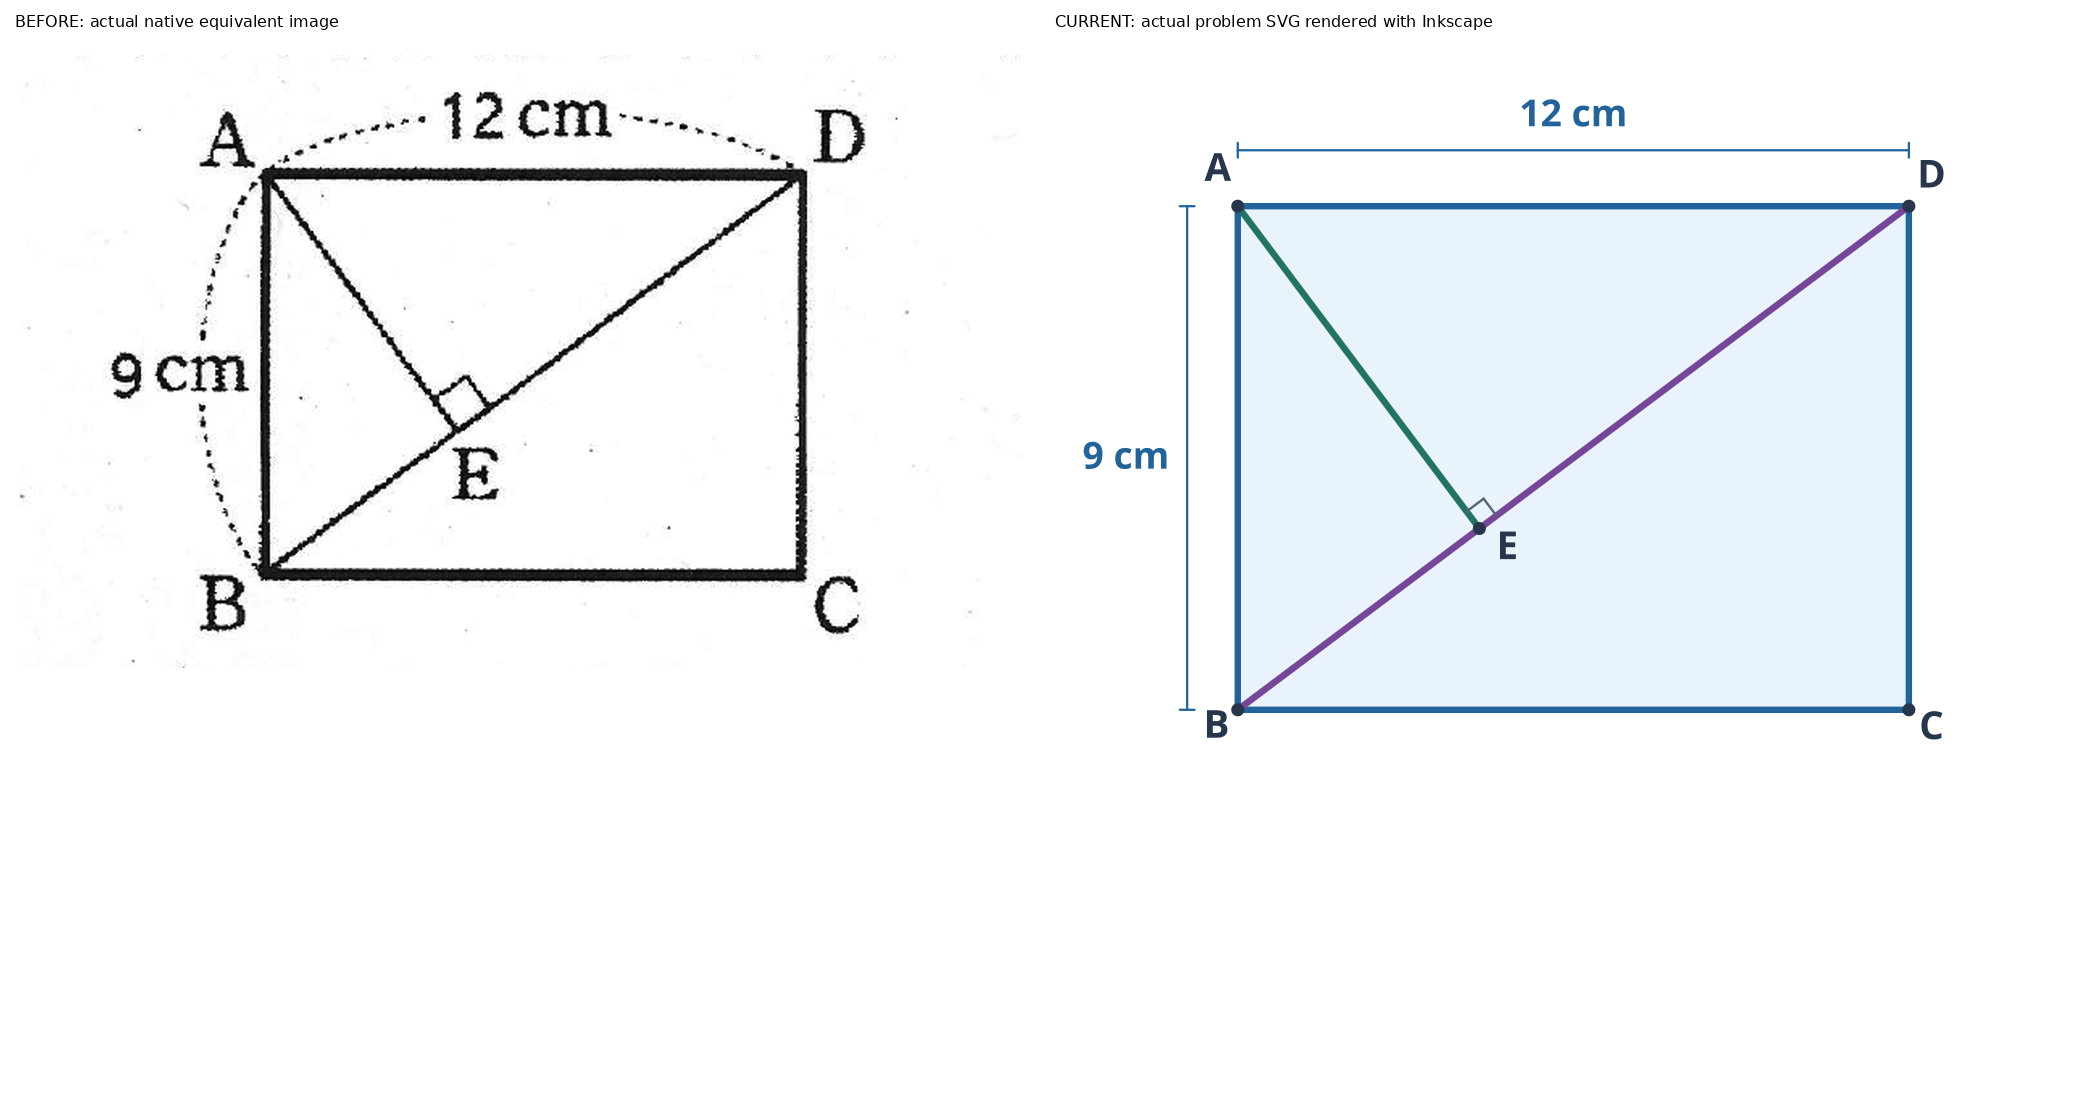 BEFORE: actual native equivalent image
12 cm
A
D
9 cm
E
B
C
CURRENT: actual problem SVG rendered with Inkscape
12 cm
A
D
9 cm
E
B
C